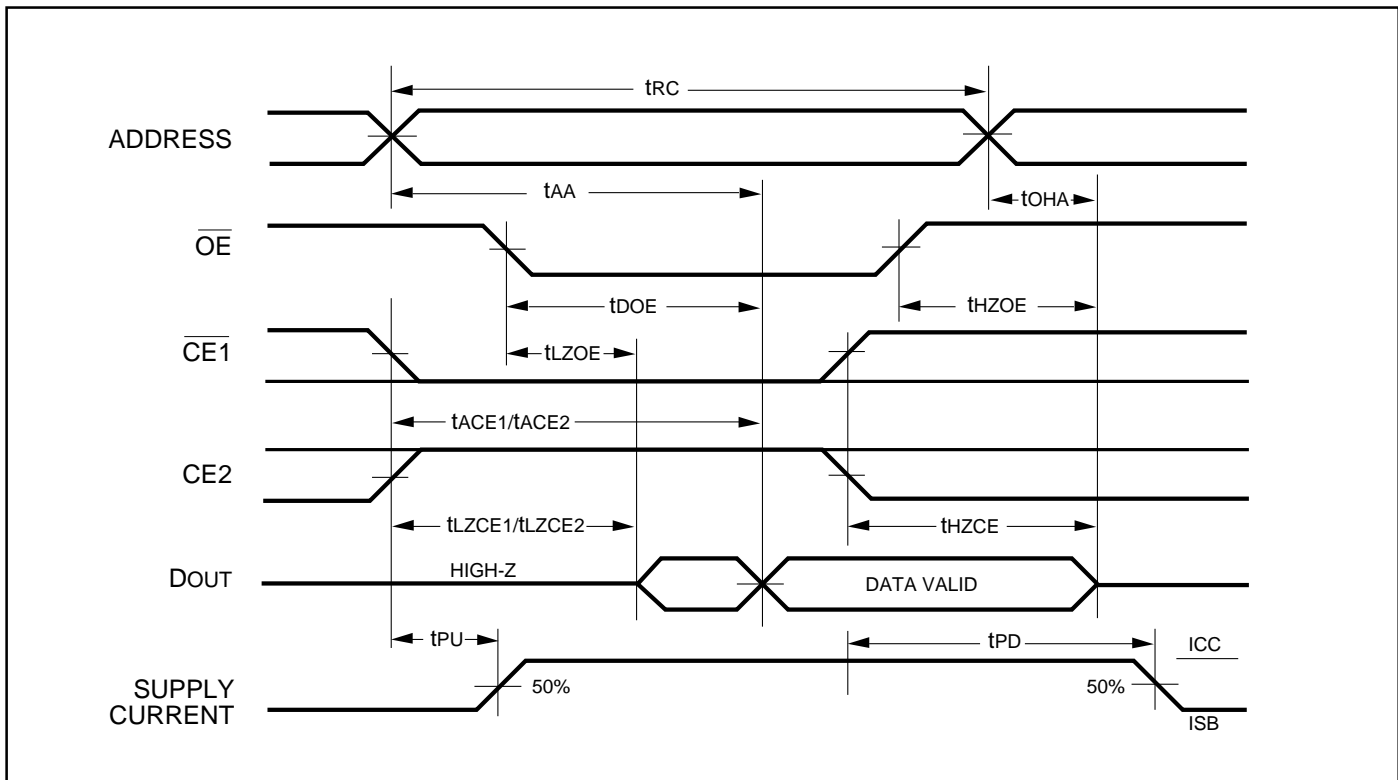 tRC
ADDRESS
tAA
tOHA
OE
tDOE
tHZOE
CE1
tLZOE
tACE1/tACE2
CE2
tLZCE1/tLZCE2
tHZCE
DOUT
HIGH-Z
DATA VALID
tPU
tPD
ICC
SUPPLY
CURRENT
50%
50%
ISB